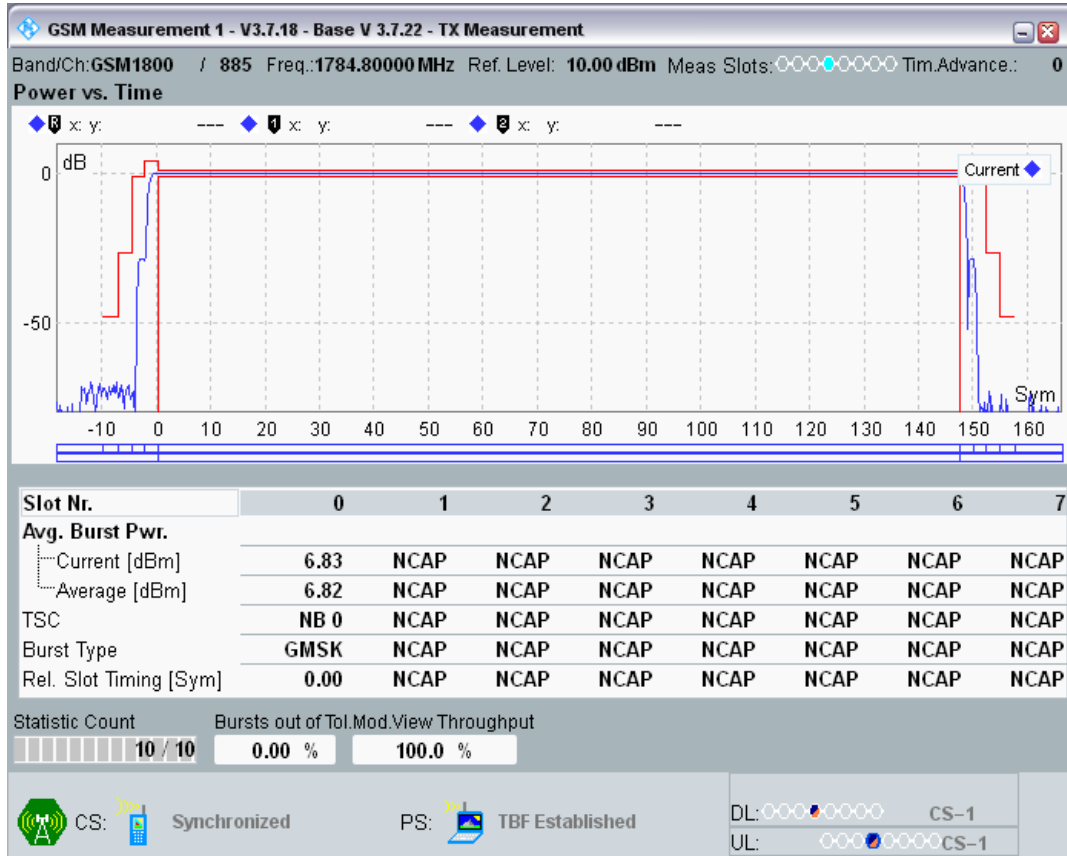 GSM Measurement 1 - V3.7.18 - Base V 3.7.22 - TX Measurement
Band/Ch:GSM1800 / 885 Freq.:1784.80000 MHz Ref. Level: 10.00 dBm Meas Slots: Tim.Advance.: 0
Power vs. Time
R x: y: --- 1 x: y: --- 2 x: y: ---
dB
0
Current
-50
Sym
-10 0 10 20 30 40 50 60 70 80 90 100 110 120 130 140 150 160
Slot Nr. 0 1 2 3 4 5 6 7
Avg. Burst Pwr.
Current [dBm] 6.83 NCAP NCAP NCAP NCAP NCAP NCAP NCAP
Average [dBm] 6.82 NCAP NCAP NCAP NCAP NCAP NCAP NCAP
TSC NB 0 NCAP NCAP NCAP NCAP NCAP NCAP NCAP
Burst Type GMSK NCAP NCAP NCAP NCAP NCAP NCAP NCAP
Rel. Slot Timing [Sym] 0.00 NCAP NCAP NCAP NCAP NCAP NCAP NCAP
Statistic Count Bursts out of Tol.Mod.View Throughput
10 / 10 0.00 % 100.0 %
CS: Synchronized PS: TBF Established DL: CS-1
UL: CS-1